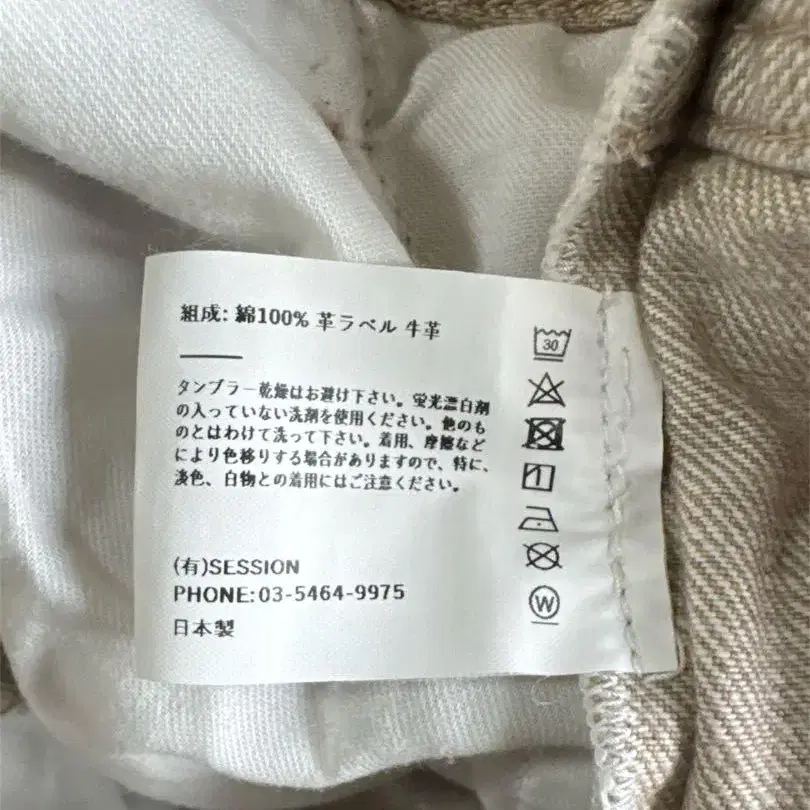 組成: 綿100% 革ラベル 牛革
タンブラー乾燥はお避け下さい。蛍光漂白剤
の入っていない洗剤を使用ください。他のも
のとはわけて洗って下さい。着用、摩擦など
により色移りする場合がありますので、特に、
淡色、白物との着用にはご注意ください。
(有)SESSION
PHONE:03-5464-9975
日本製
30
W